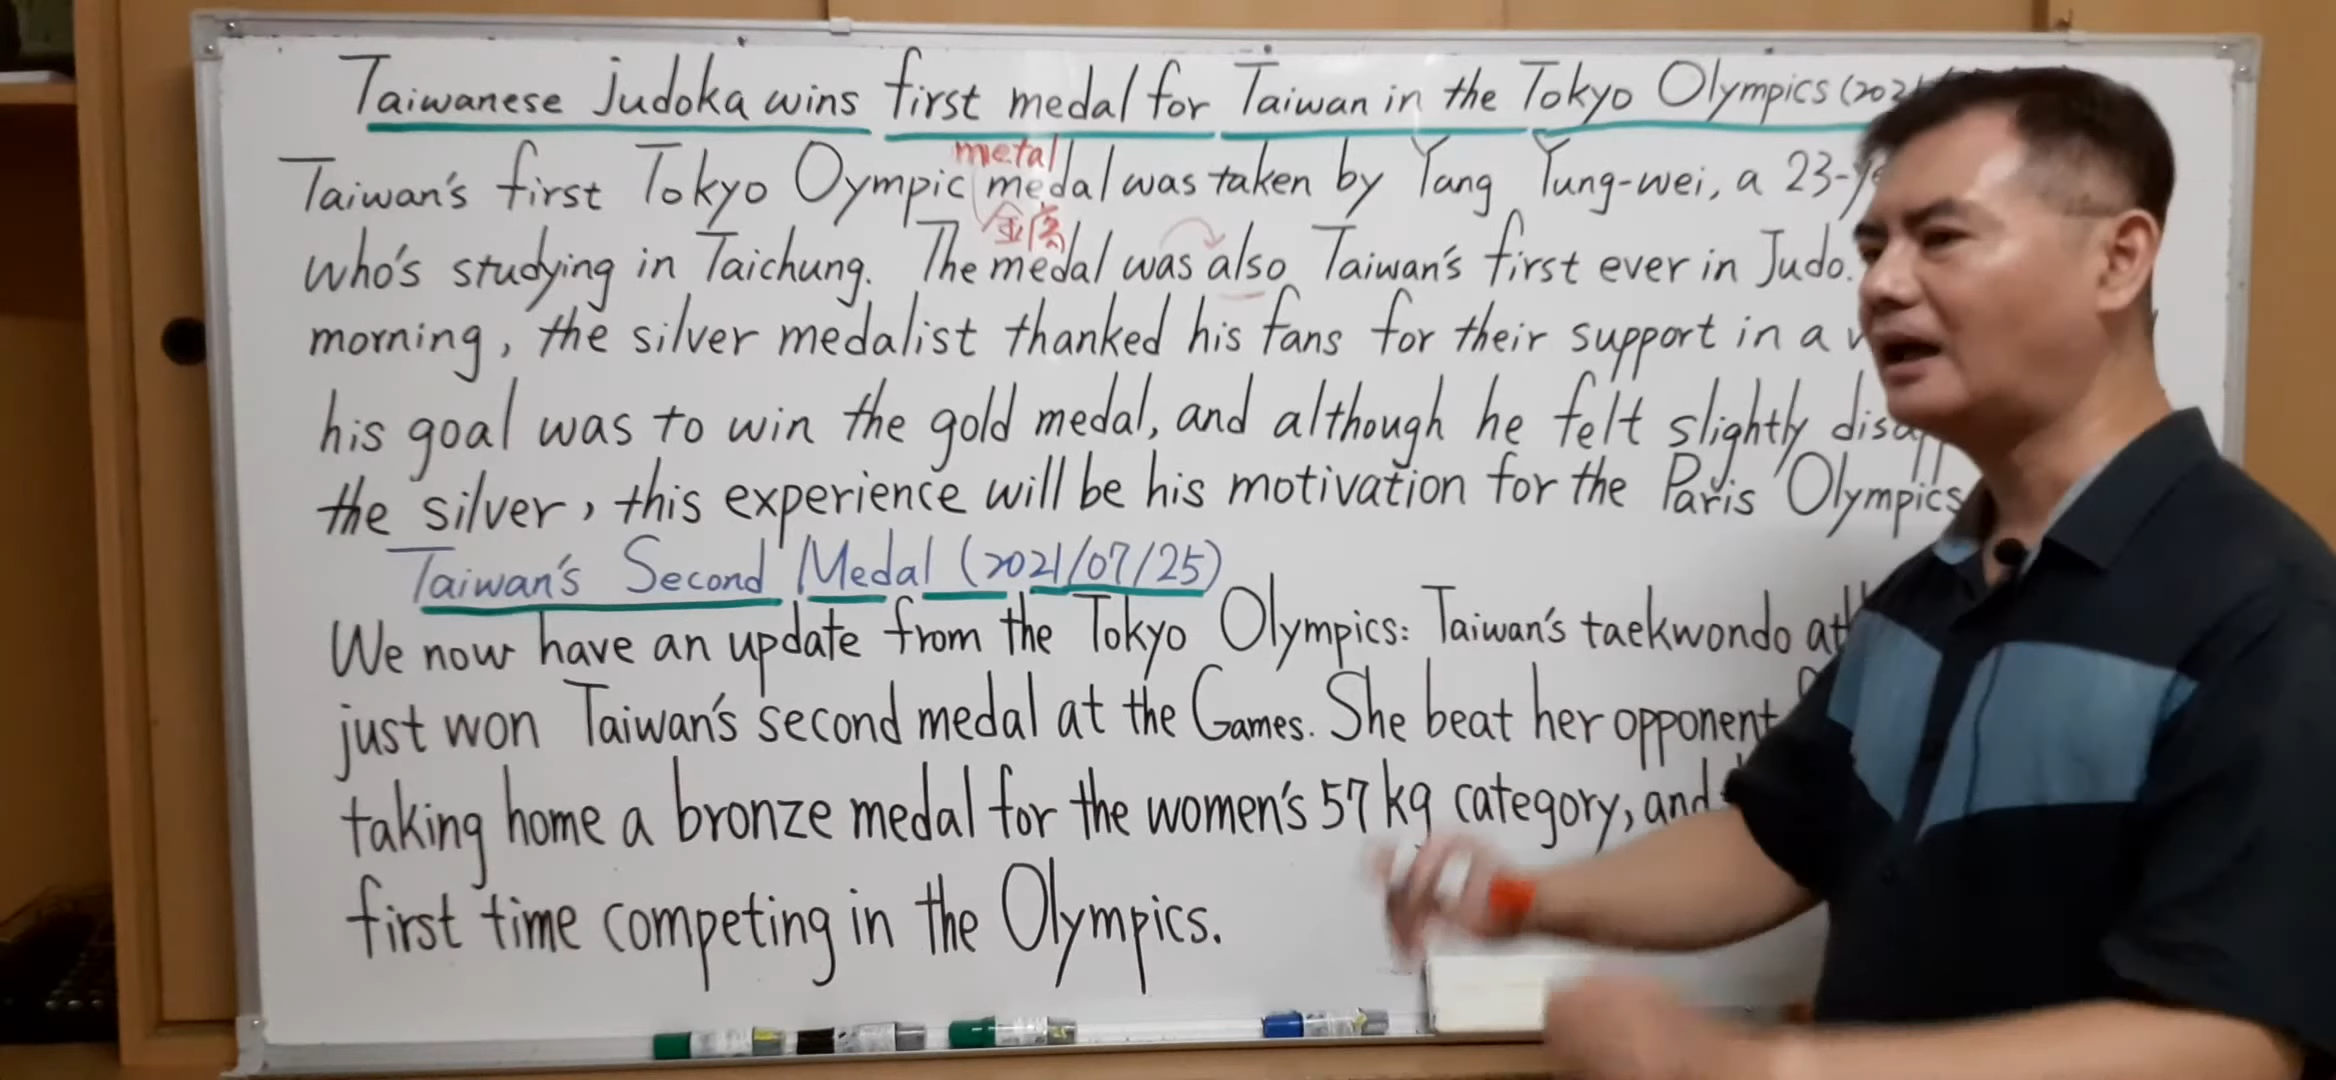 Taiwanese judoka wins first medal for Taiwan in the Tokyo Olympics (202
metal
Taiwan's first Tokyo Oympic medal was taken by Yang Yung-wei, a 23-ye
金屬
who's studying in Taichung. The medal was also Taiwan's first ever in Judo.
morning, the silver medalist thanked his fans for their support in a
his goal was to win the gold medal, and although he felt slightly disapp
the silver, this experience will be his motivation for the Paris Olympics
Taiwan's Second Medal (2021/07/25)
We now have an update from the Tokyo Olympics: Taiwan's taekwondo at
just won Taiwan's second medal at the Games. She beat her opponent
taking home a bronze medal for the women's 57 kg category, and
first time competing in the Olympics.